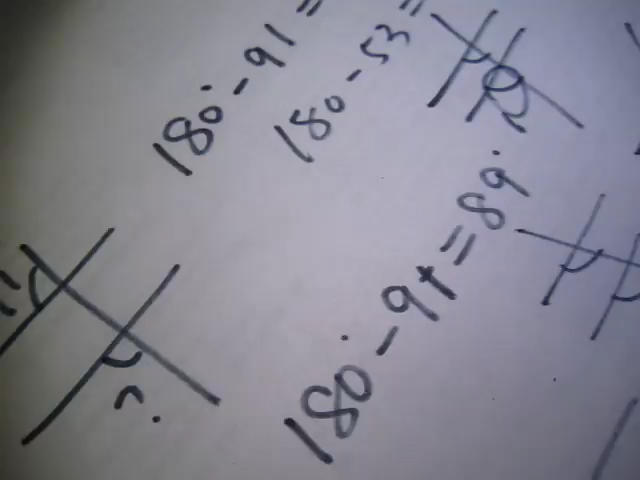 180° - 91 =
180 - 53 =
180° - 91 = 89°
?